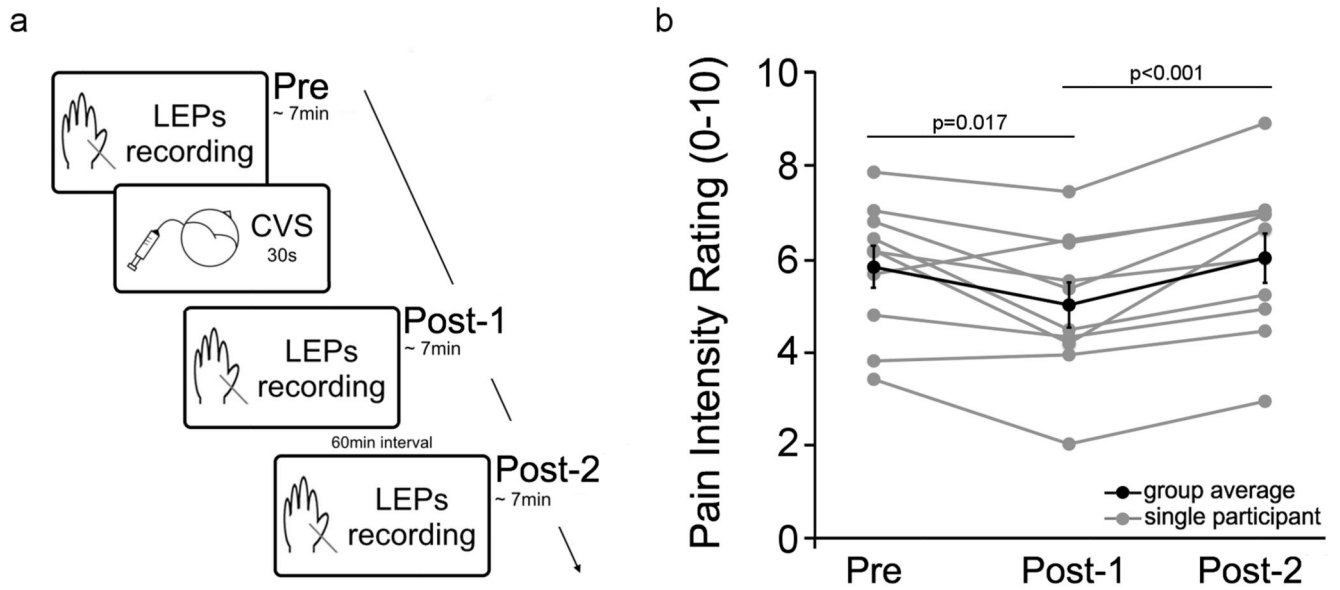 a
Pre
~ 7min
LEPs
recording
CVS
30s
Post-1
~ 7min
LEPs
recording
60min interval
Post-2
~ 7min
LEPs
recording
b
Pain Intensity Rating (0-10)
10
8
6
4
2
0
p=0.017
p<0.001
group average
single participant
Pre
Post-1
Post-2